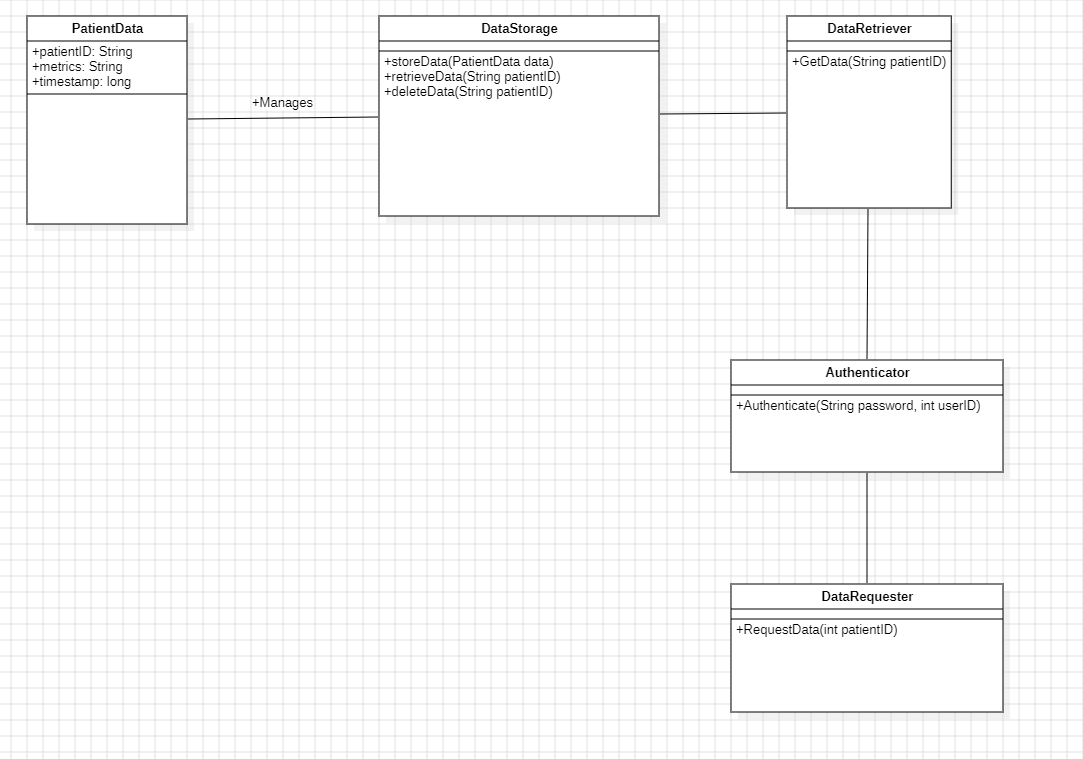 PatientData
+patientID: String
+metrics: String
+timestamp: long
+Manages
DataStorage
+storeData(PatientData data)
+retrieveData(String patientID)
+deleteData(String patientID)
DataRetriever
+GetData(String patientID)
Authenticator
+Authenticate(String password, int userID)
DataRequester
+RequestData(int patientID)